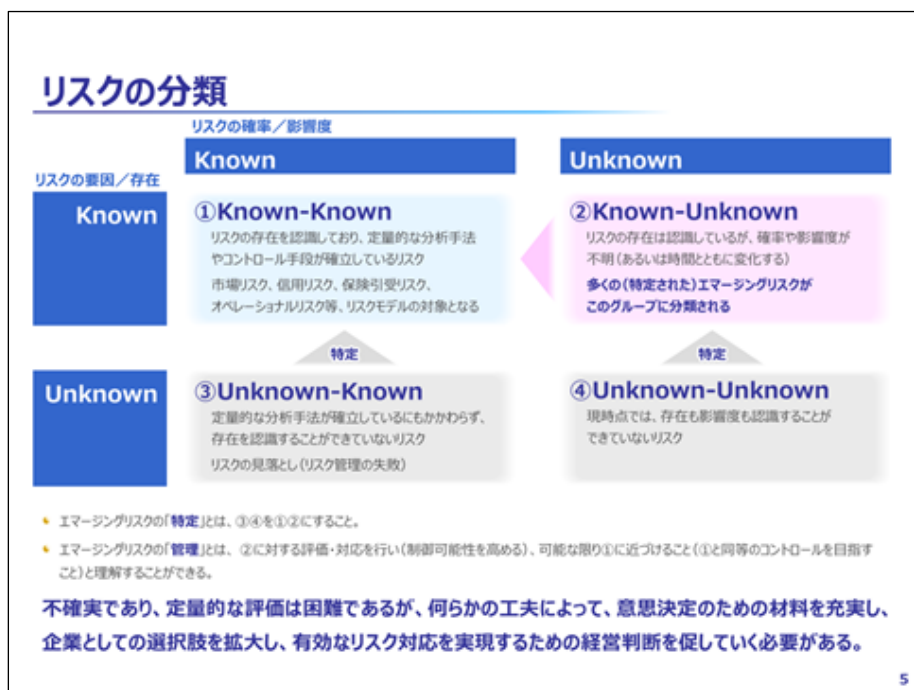 リスクの分類
リスクの確率／影響度
Known
Unknown
リスクの要因／存在
Known
①Known-Known
リスクの存在を認識しており、定量的な分析手法
やコントロール手段が確立しているリスク
市場リスク、信用リスク、保険引受リスク、
オペレーショナルリスク等、リスクモデルの対象となる
②Known-Unknown
リスクの存在は認識しているが、確率や影響度が
不明（あるいは時間とともに変化する）
多くの（特定された）エマージングリスクが
このグループに分類される
特定
特定
Unknown
③Unknown-Known
定量的な分析手法が確立しているにもかかわらず、
存在を認識することができていないリスク
リスクの見落とし（リスク管理の失敗）
④Unknown-Unknown
現時点では、存在も影響度も認識することが
できていないリスク
エマージングリスクの「特定」とは、③④を①②にすること。
エマージングリスクの「管理」とは、②に対する評価・対応を行い（制御可能性を高める）、可能な限り①に近づけること（①と同等のコントロールを目指す
こと）と理解することができる。
不確実であり、定量的な評価は困難であるが、何らかの工夫によって、意思決定のための材料を充実し、
企業としての選択肢を拡大し、有効なリスク対応を実現するための経営判断を促していく必要がある。
5